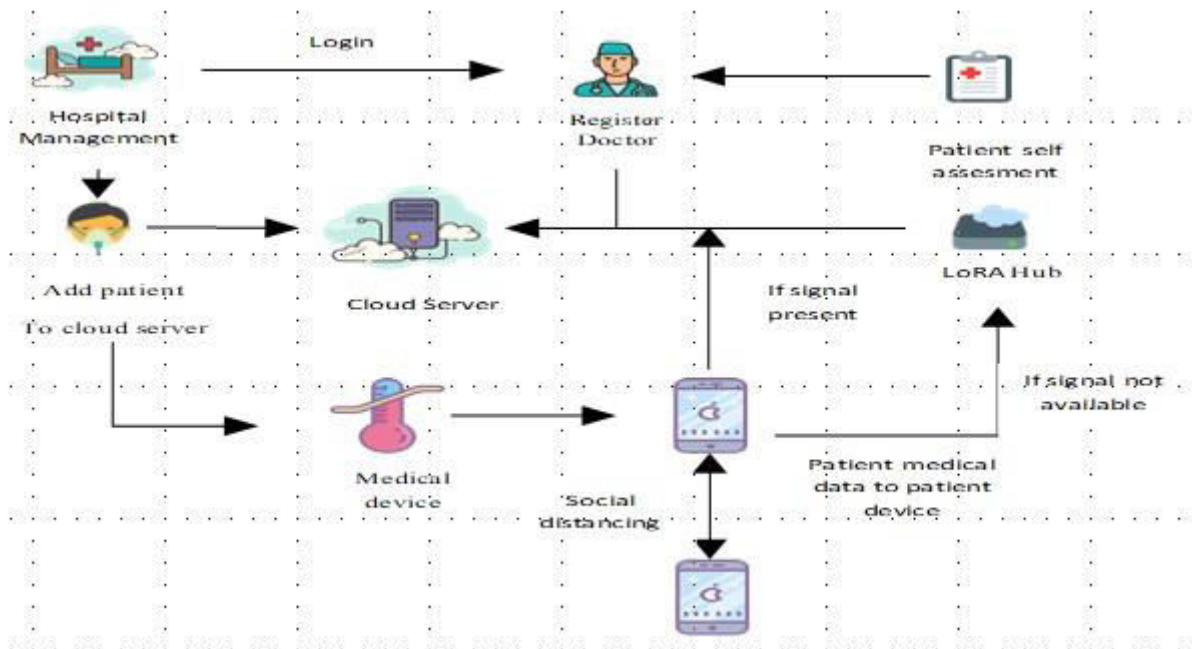 Login
Hospital
Management
Register
Doctor
Patient self
assesment
Add patient
To cloud server
Cloud Server
LoRA Hub
If signal
present
If signal not
available
Medical
device
Social
distancing
Patient medical
data to patient
device